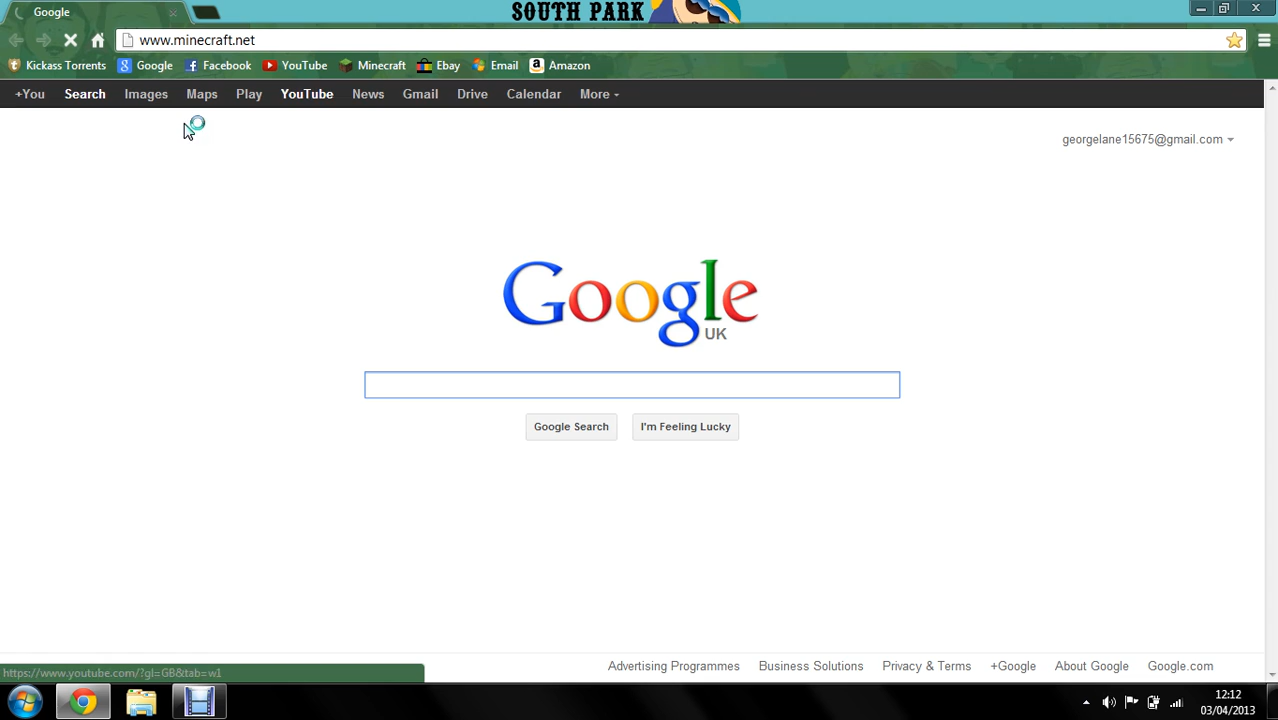 SOUTH PARK
Google
www.minecraft.net
Kickass Torrents Google Facebook YouTube Minecraft Ebay Email Amazon
+You Search Images Maps Play YouTube News Gmail Drive Calendar More
georgelane15675@gmail.com
Google
UK
Google Search I'm Feeling Lucky
Advertising Programmes Business Solutions Privacy & Terms +Google About Google Google.com
https://www.youtube.com/?gl=GB&tab=w1
12:12
03/04/2013